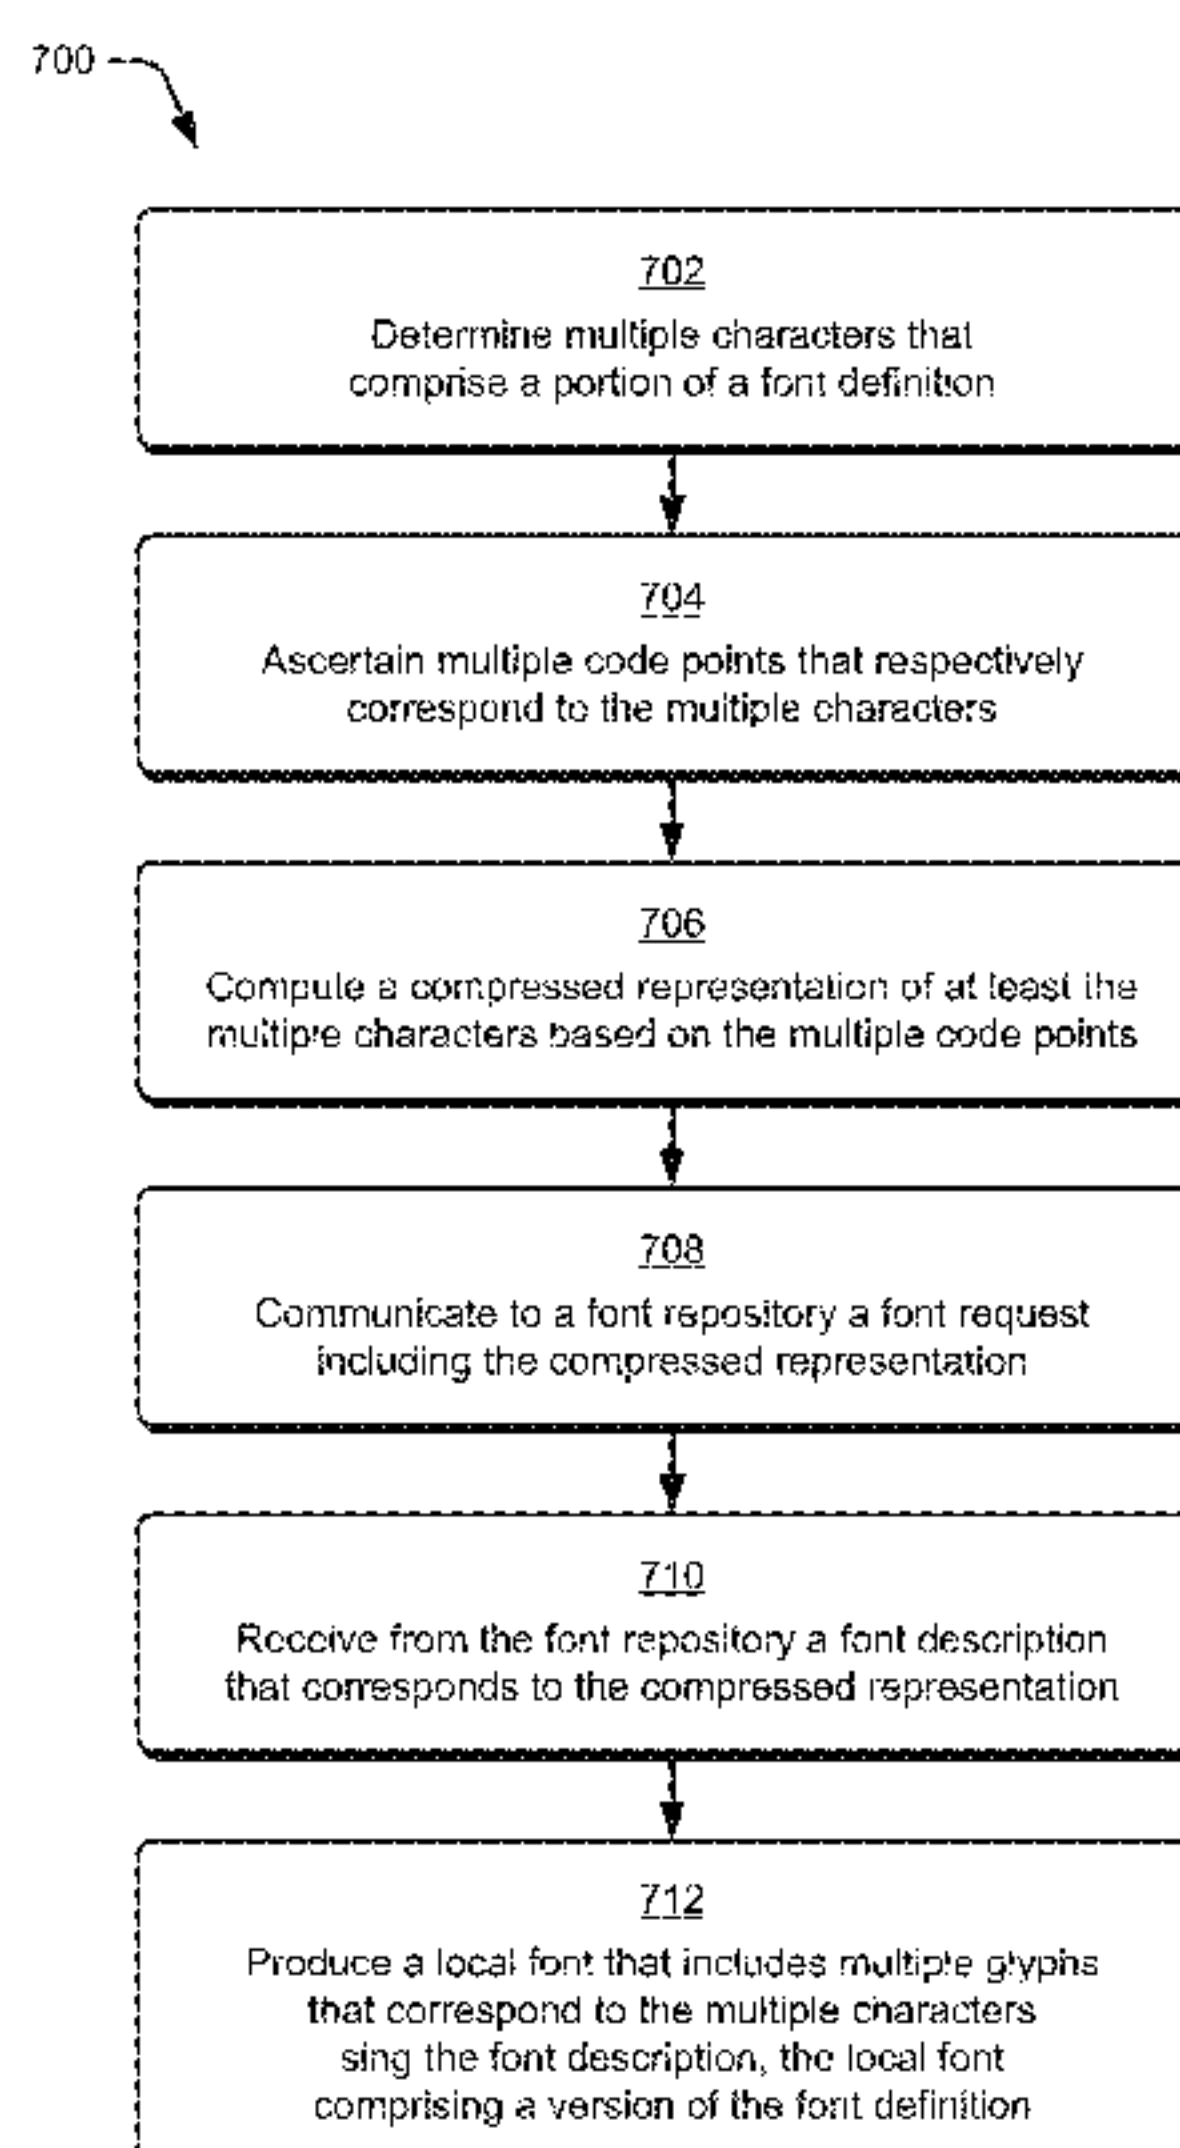 700
702
Determine multiple characters that
comprise a portion of a font definition
704
Ascertain multiple code points that respectively
correspond to the multiple characters
706
Compute a compressed representation of at least the
multiple characters based on the multiple code points
708
Communicate to a font repository a font request
including the compressed representation
710
Receive from the font repository a font description
that corresponds to the compressed representation
712
Produce a local font that includes multiple glyphs
that correspond to the multiple characters
sing the font description, the local font
comprising a version of the font definition